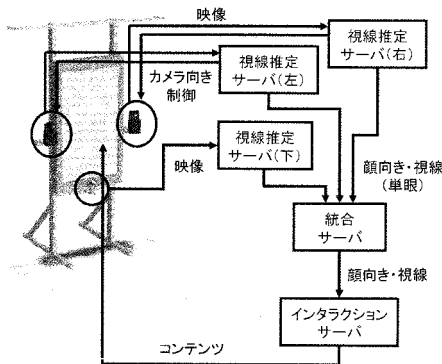 映像
視線推定
サーバ(右)
視線推定
サーバ(左)
カメラ向き
制御
視線推定
サーバ(下)
映像
顔向き・視線
(単眼)
統合
サーバ
顔向き・視線
インタラクション
サーバ
コンテンツ